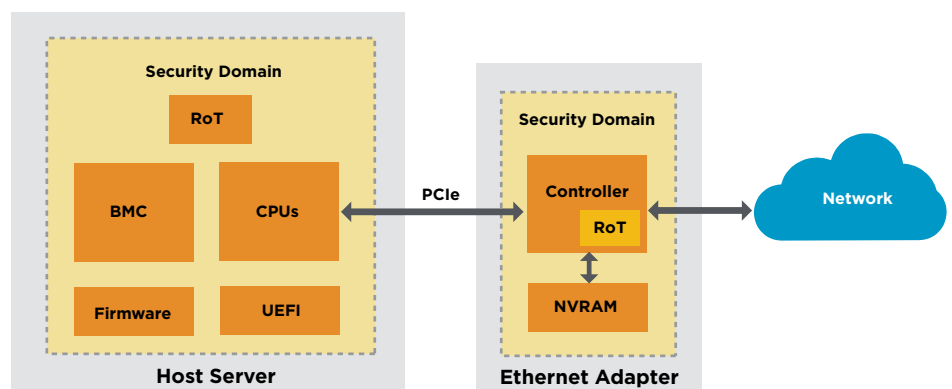 Security Domain
RoT
BMC
CPUs
Firmware
UEFI
Host Server
PCIe
Security Domain
Controller
RoT
NVRAM
Ethernet Adapter
Network